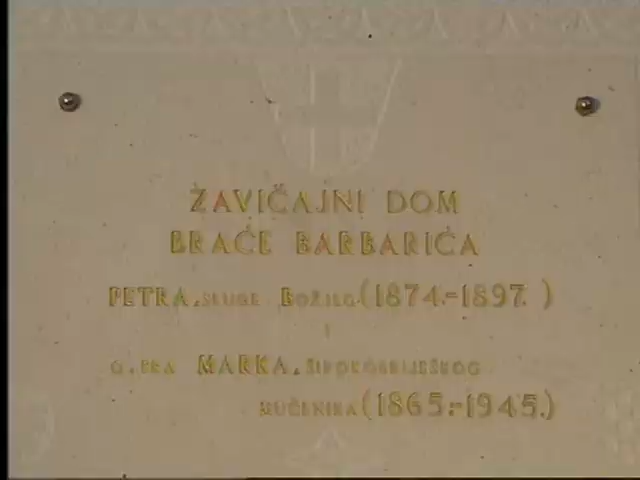 ZAVIČAJNI DOM
BRAĆE BARBARIĆA
PETRA, SLUGE BOŽJEG (1874.-1897.)
I
O. FRA MARKA, ŠIROKOBRIJEŠKOG
MUČENIKA (1865.-1945.)